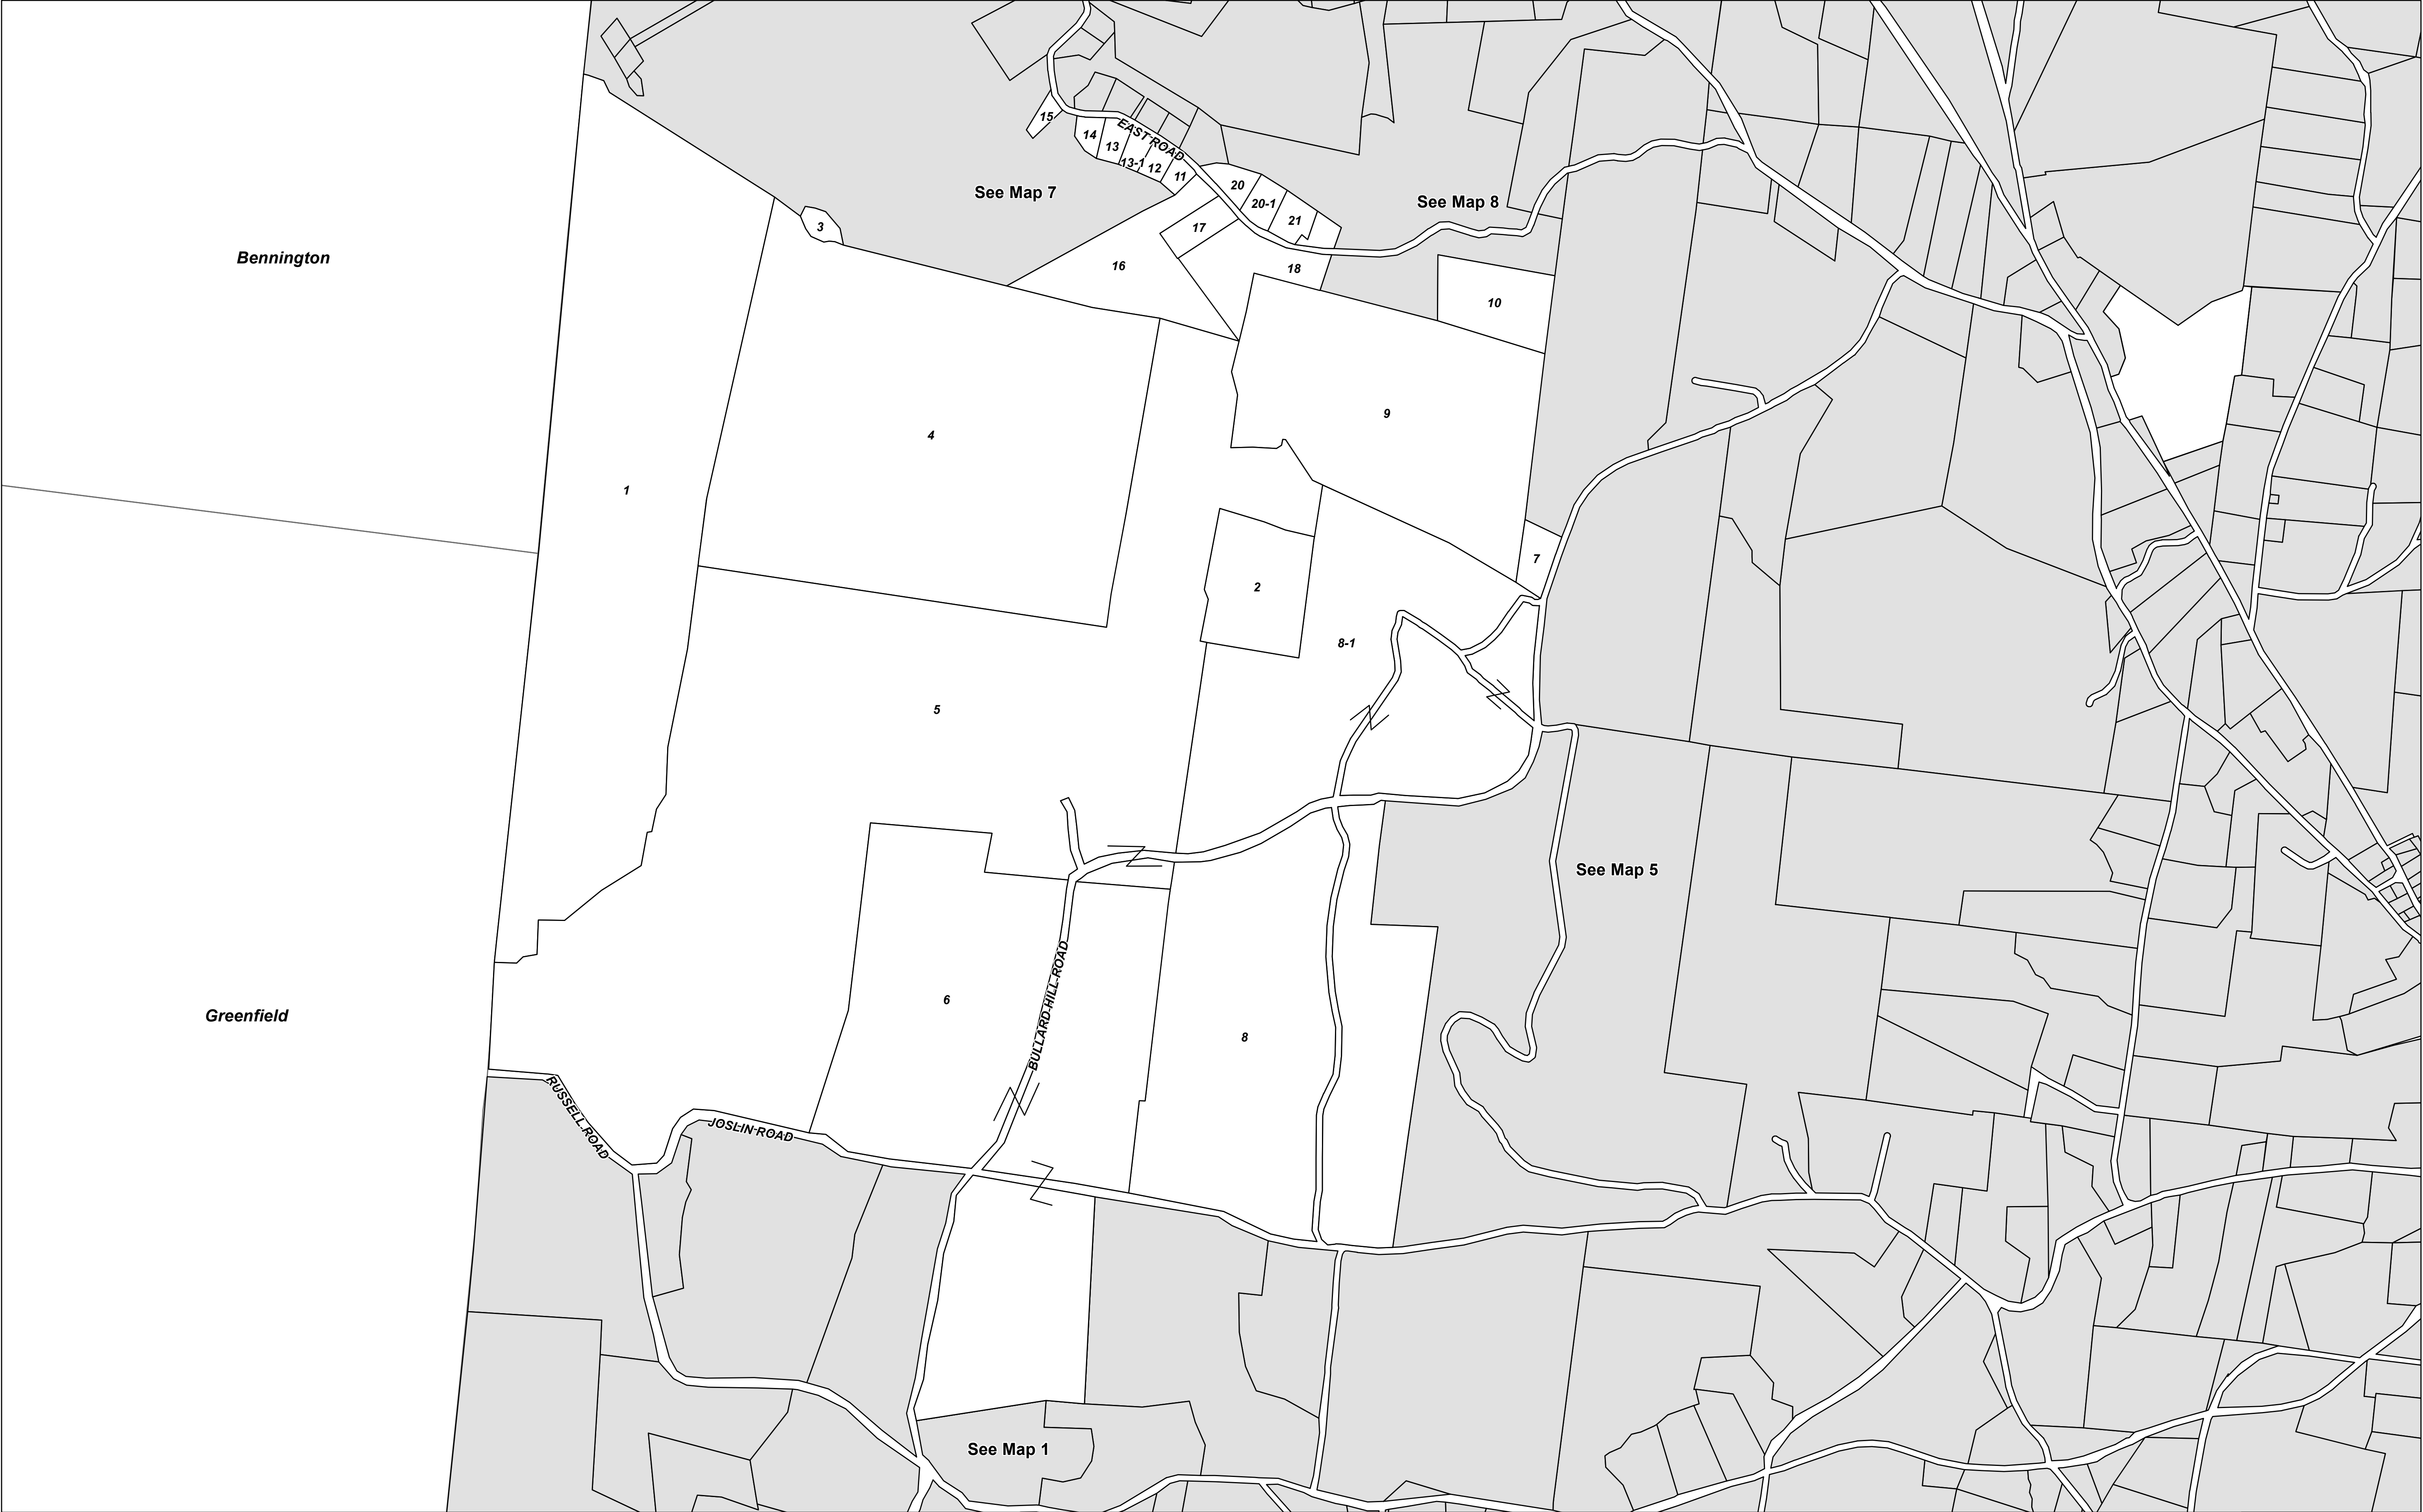 15
EAST ROAD
14
13
13-1
12
11
See Map 7
20
20-1
See Map 8
21
17
3
Bennington
16
18
10
9
4
1
7
2
8-1
5
See Map 5
6
BULLARD HILL ROAD
Greenfield
8
RUSSELL ROAD
JOSLIN ROAD
See Map 1